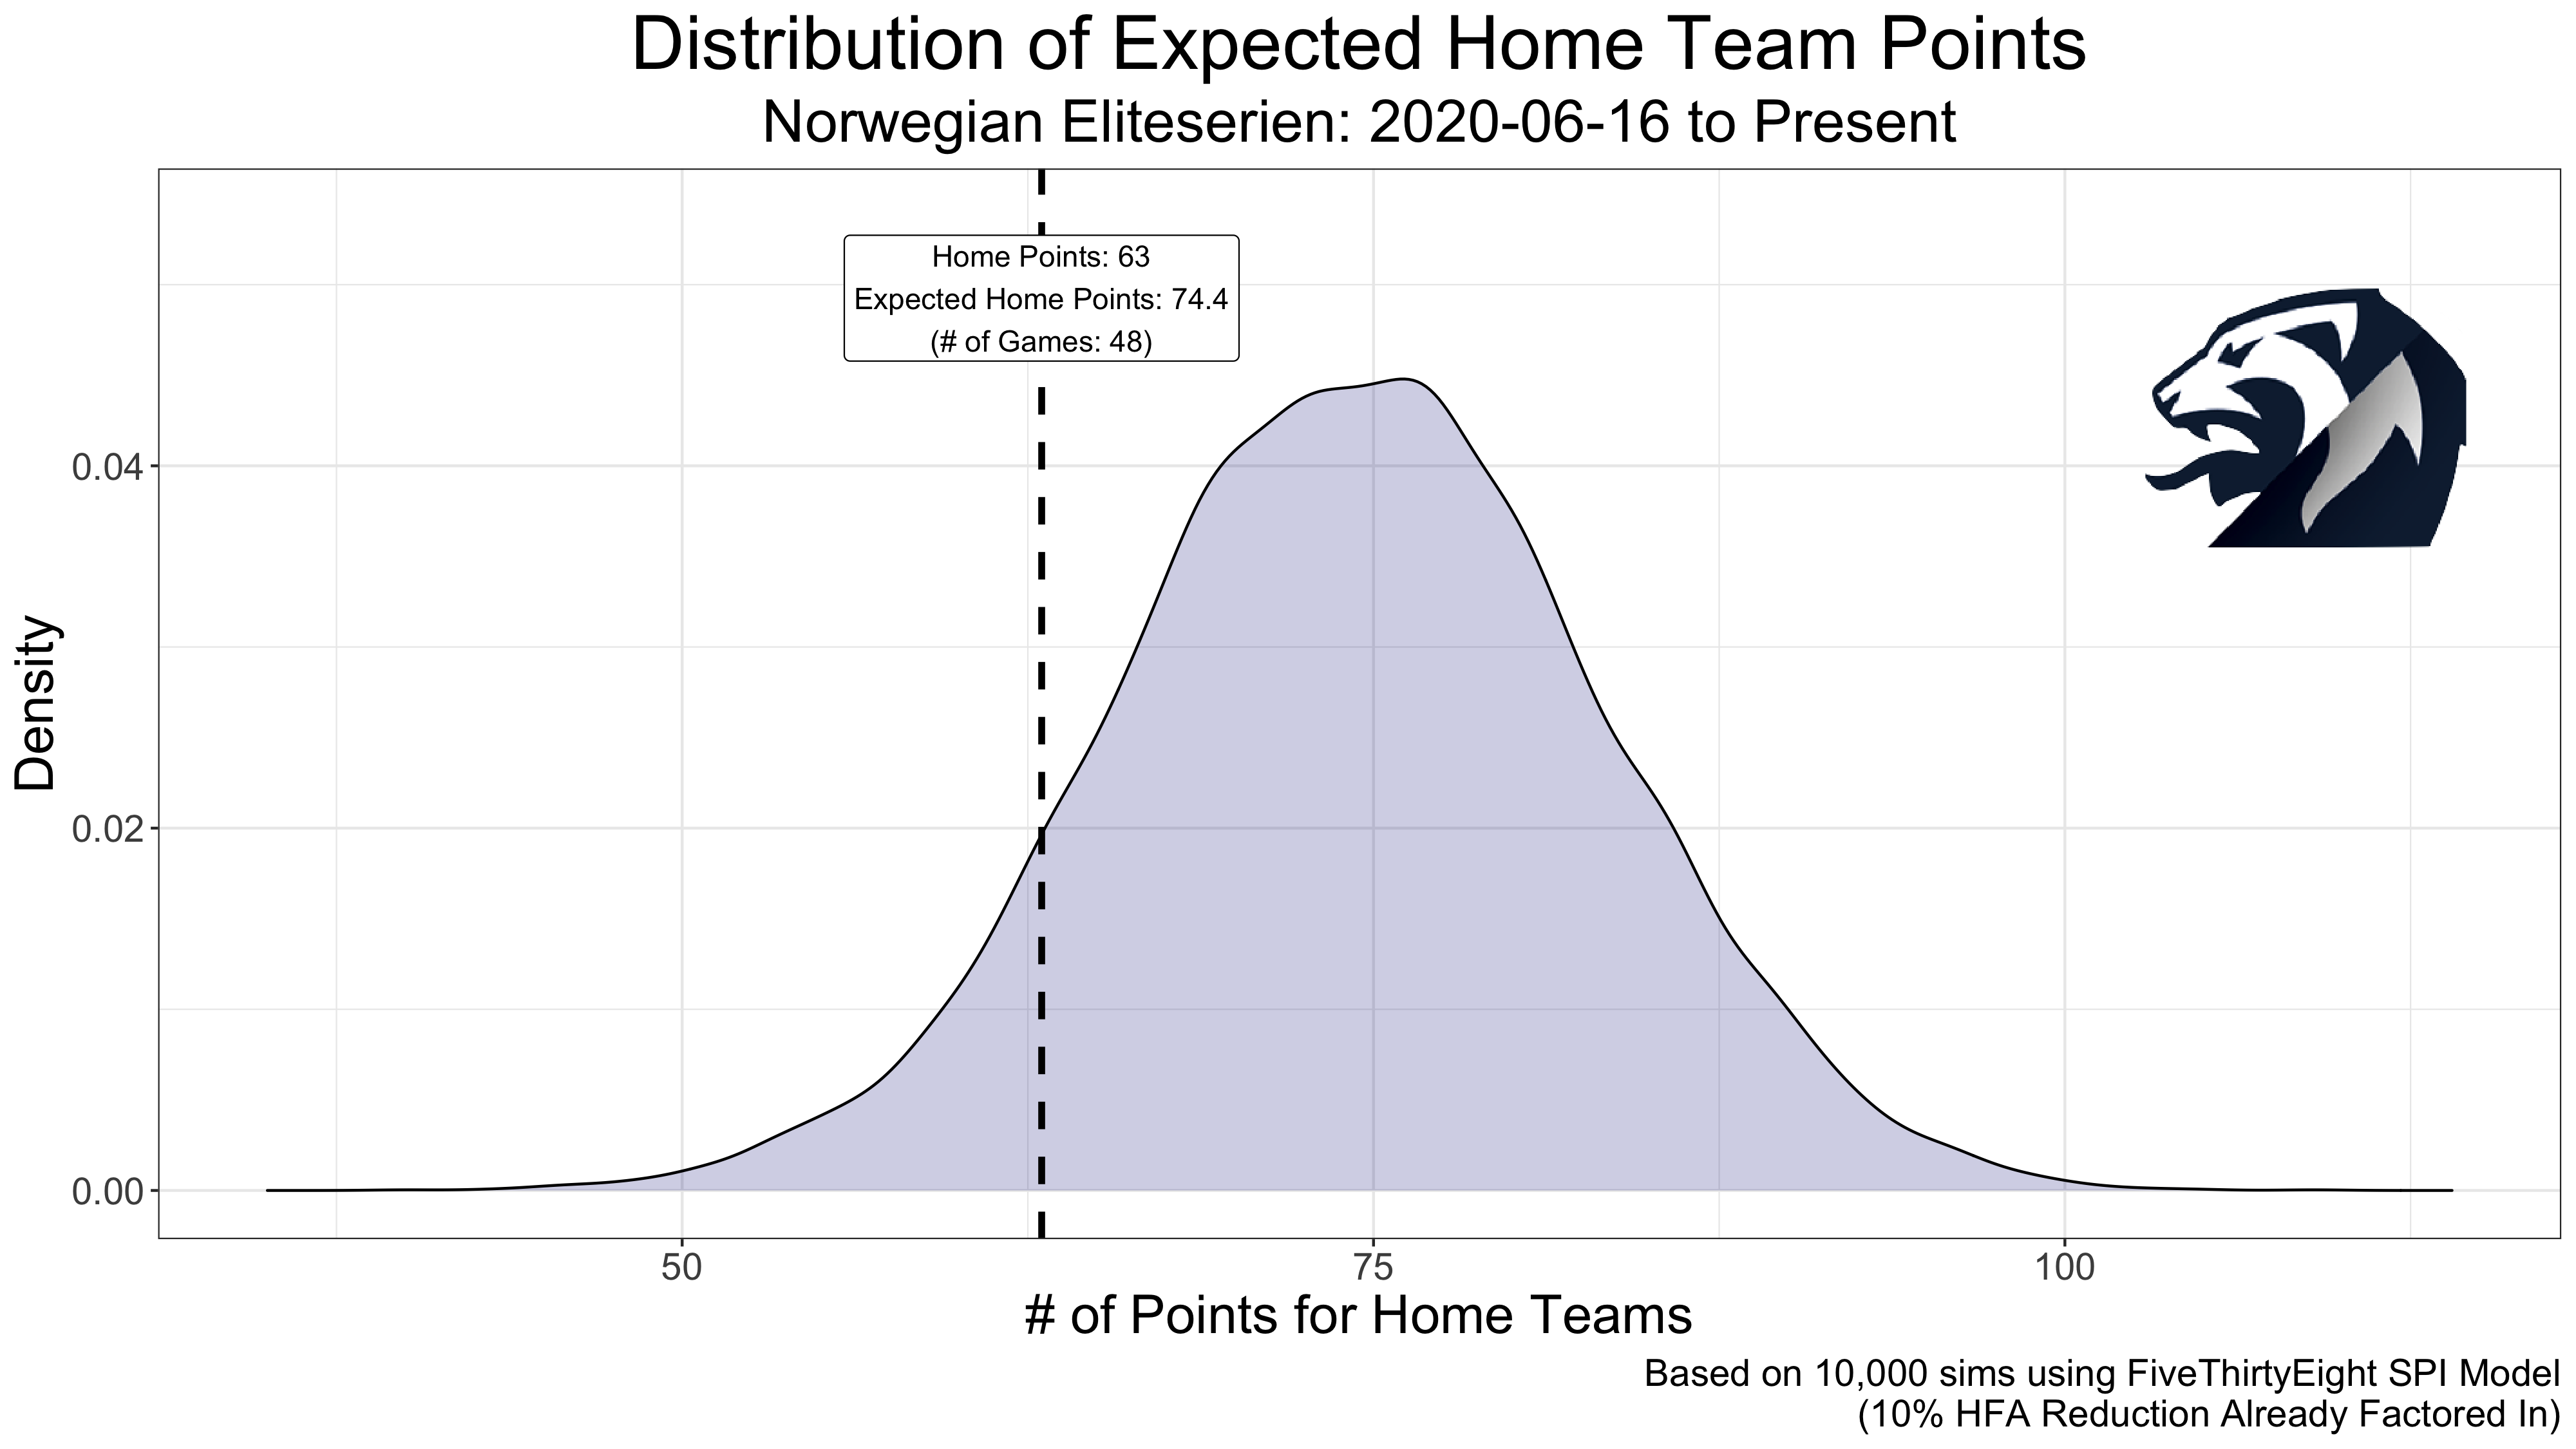 Distribution of Expected Home Team Points
Norwegian Eliteserien: 2020-06-16 to Present
Home Points: 63
Expected Home Points: 74.4
(# of Games: 48)
Density
0.04
0.02
0.00
50
75
100
# of Points for Home Teams
Based on 10,000 sims using FiveThirtyEight SPI Model
(10% HFA Reduction Already Factored In)